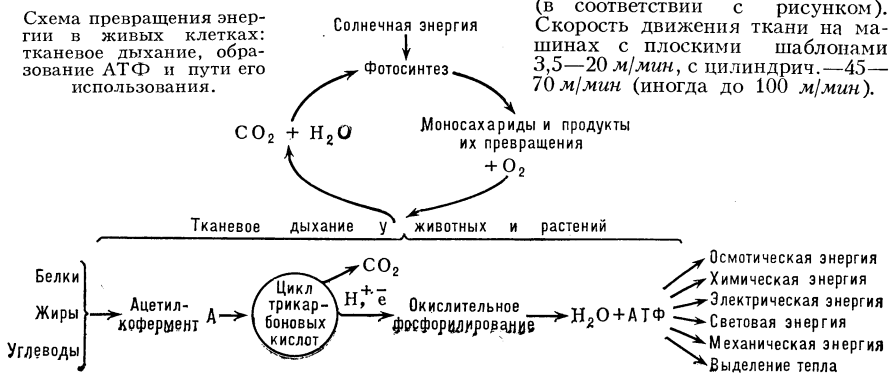 Схема превращения энер-
гии в живых клетках:
тканевое дыхание, обра-
зование АТФ и пути его
использования.
(в соответствии с рисунком).
Скорость движения ткани на ма-
шинах с плоскими шаблонами
3,5—20 м/мин, с цилиндрич.—45—
70 м/мин (иногда до 100 м/мин).
Солнечная энергия
Фотосинтез
CO₂ + H₂O
Моносахариды и продукты
их превращения
+ O₂
Тканевое дыхание у животных и растений
Белки
Жиры
Углеводы
Ацетил-
кофермент А
Цикл
трикар-
боновых
кислот
CO₂
H⁺, e⁻
Окислительное
фосфорилирование
H₂O + АТФ
Осмотическая энергия
Химическая энергия
Электрическая энергия
Световая энергия
Механическая энергия
Выделение тепла